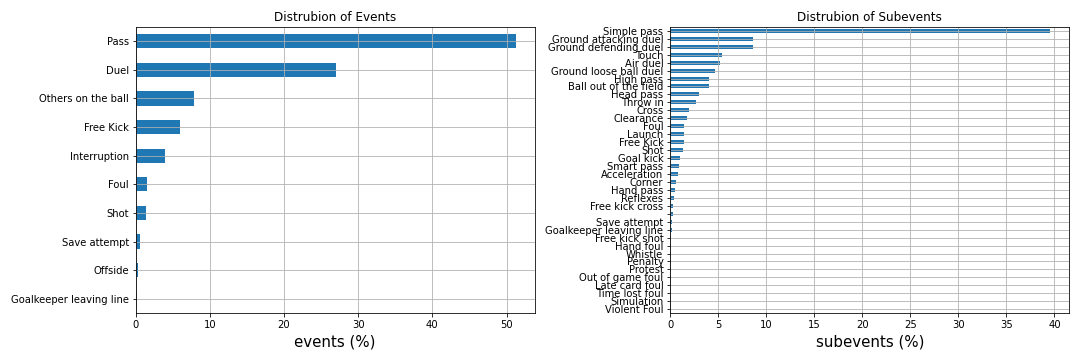 Distrubion of Events
Pass
Duel
Others on the ball
Free Kick
Interruption
Foul
Shot
Save attempt
Offside
Goalkeeper leaving line
0 10 20 30 40 50
events (%)
Distrubion of Subevents
Simple pass
Ground attacking duel
Ground defending duel
Touch
Air duel
Ground loose ball duel
High pass
Ball out of the field
Head pass
Throw in
Cross
Clearance
Foul
Launch
Free Kick
Shot
Goal kick
Smart pass
Acceleration
Corner
Hand pass
Reflexes
Free kick cross
Save attempt
Goalkeeper leaving line
Free kick shot
Hand foul
Whistle
Penalty
Protest
Out of game foul
Late card foul
Time lost foul
Simulation
Violent Foul
0 5 10 15 20 25 30 35 40
subevents (%)